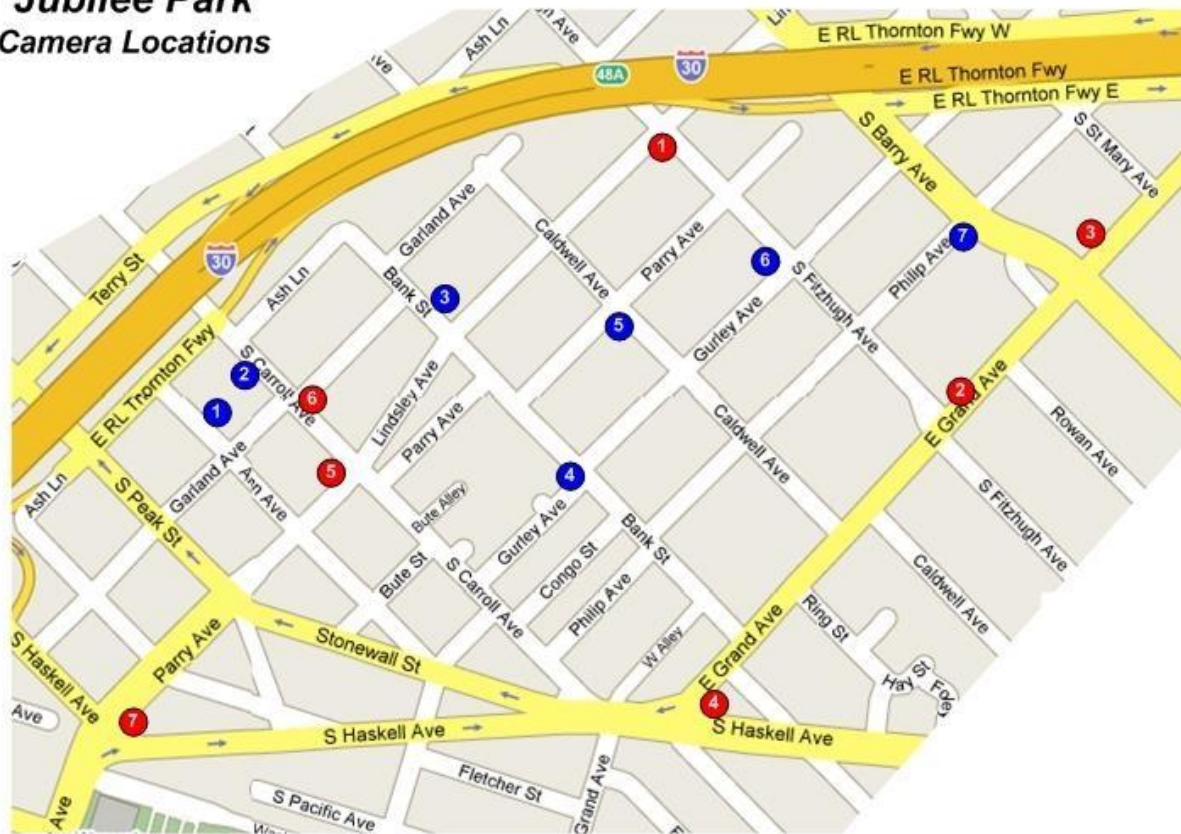 Jubilee Park
Camera Locations
Ash Ln
Ave
E RL Thornton Fwy W
48A
30
E RL Thornton Fwy
E RL Thornton Fwy E
S Barry Ave
S St Mary Ave
1
Garland Ave
Caldwell Ave
Parry Ave
6
S Fitzhugh Ave
Philip Ave
7
3
30
Terry St
Ash Ln
Bank St
3
5
Gurley Ave
E RL Thornton Fwy
S Carroll Ave
2
1
6
Lindsley Ave
Parry Ave
Caldwell Ave
2
E Grand Ave
Rowan Ave
Garland Ave
Ann Ave
5
4
Ash Ln
S Peak St
Bute Alley
Gurley Ave
Bank St
S Fitzhugh Ave
Bute St
S Carroll Ave
Congo St
Philip Ave
Caldwell Ave
W Alley
E Grand Ave
Ring St
S Haskell Ave
Parry Ave
Stonewall St
Hay St
Ave
7
S Haskell Ave
4
S Haskell Ave
Fletcher St
S Pacific Ave
Grand Ave
Ave